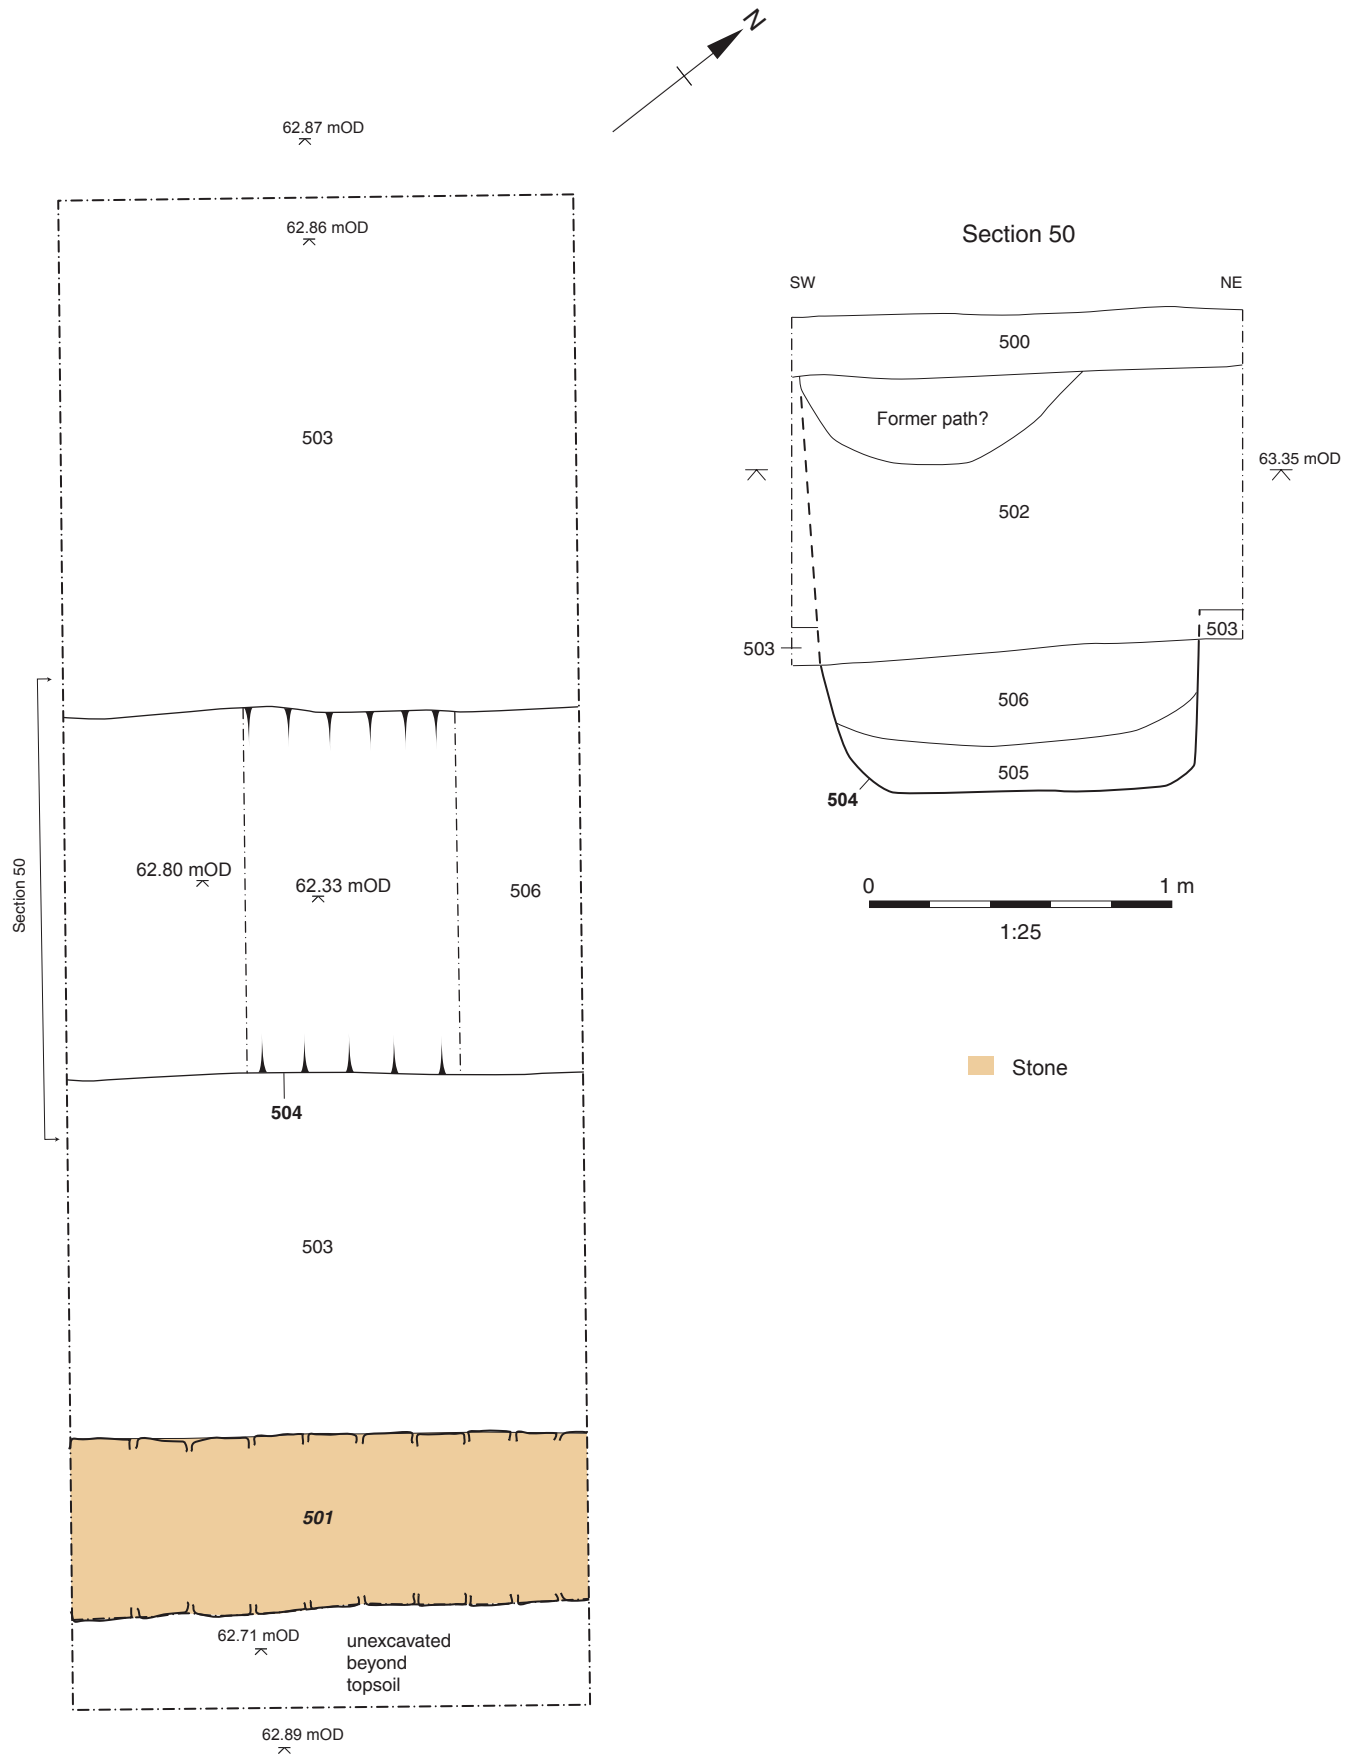 N
62.87 mOD
62.86 mOD
503
Section 50
62.80 mOD
62.33 mOD
506
504
503
501
62.71 mOD
unexcavated
beyond
topsoil
62.89 mOD
Section 50
SW
NE
500
Former path?
63.35 mOD
502
503
503
506
505
504
0
1 m
1:25
Stone